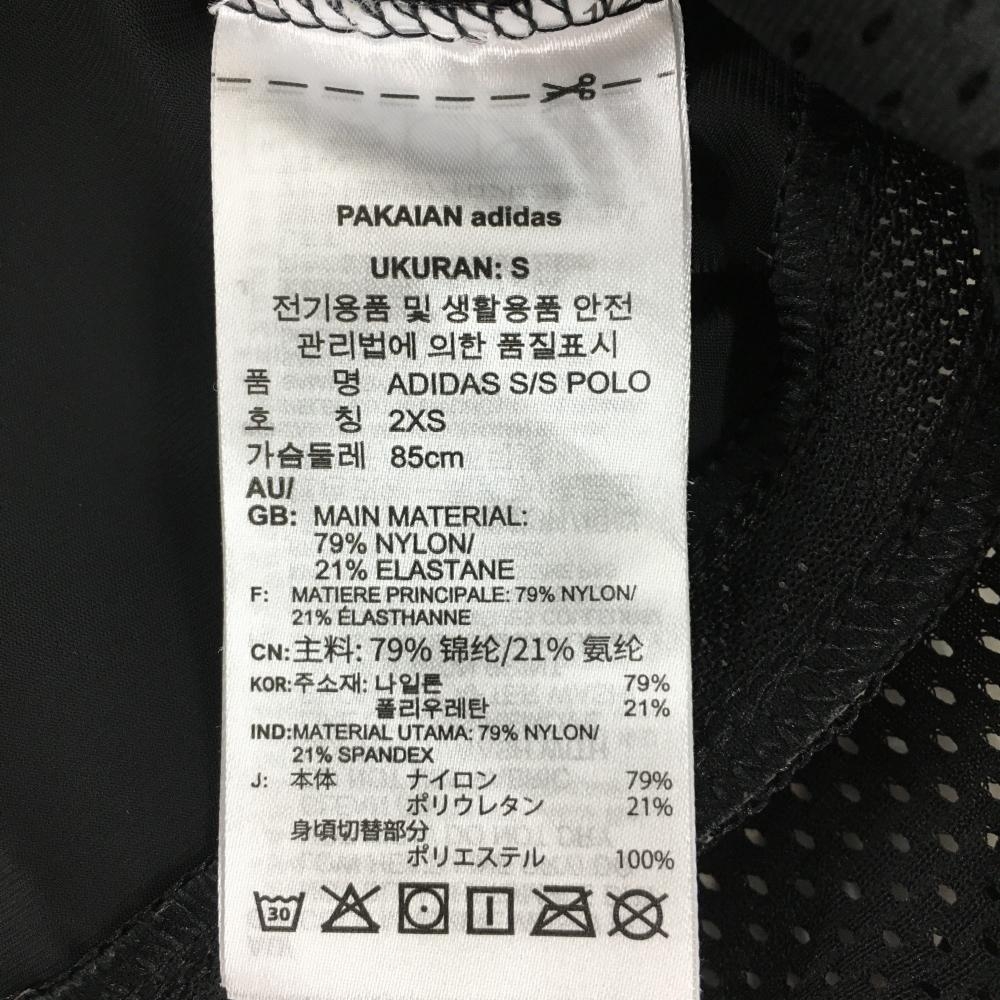 PAKAIAN adidas
UKURAN: S
전기용품 및 생활용품 안전
관리법에 의한 품질표시
품 명 ADIDAS S/S POLO
호 칭 2XS
가슴둘레 85cm
AU/
GB: MAIN MATERIAL:
79% NYLON/
21% ELASTANE
F: MATIERE PRINCIPALE: 79% NYLON/
21% ÉLASTHANNE
CN:主料: 79% 锦纶/21% 氨纶
KOR:주소재: 나일론 79%
폴리우레탄 21%
IND:MATERIAL UTAMA: 79% NYLON/
21% SPANDEX
J: 本体 ナイロン 79%
ポリウレタン 21%
身頃切替部分
ポリエステル 100%
30